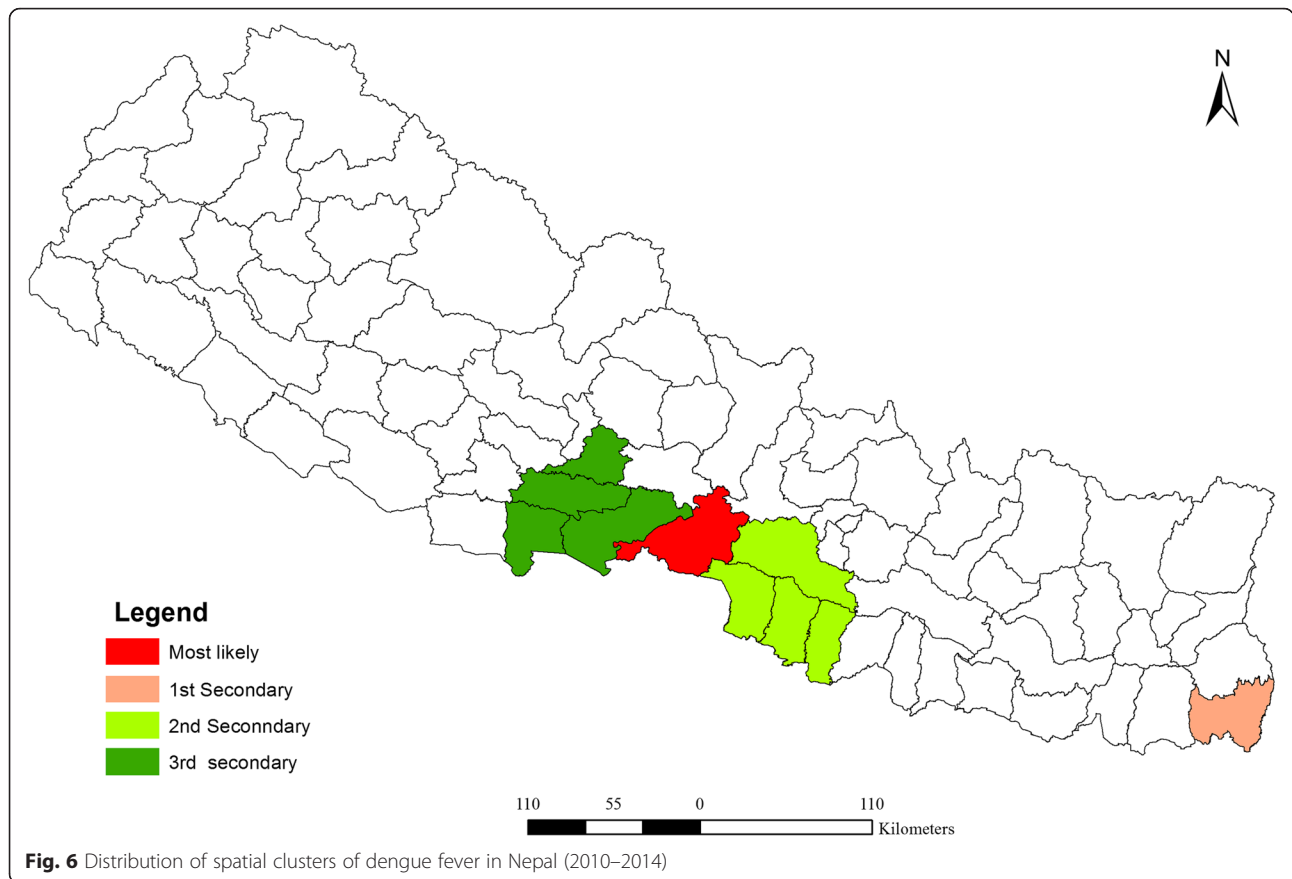 N
Legend
Most likely
1st Secondary
2nd Seconndary
3rd secondary
110 55 0 110
Kilometers
Fig. 6 Distribution of spatial clusters of dengue fever in Nepal (2010–2014)